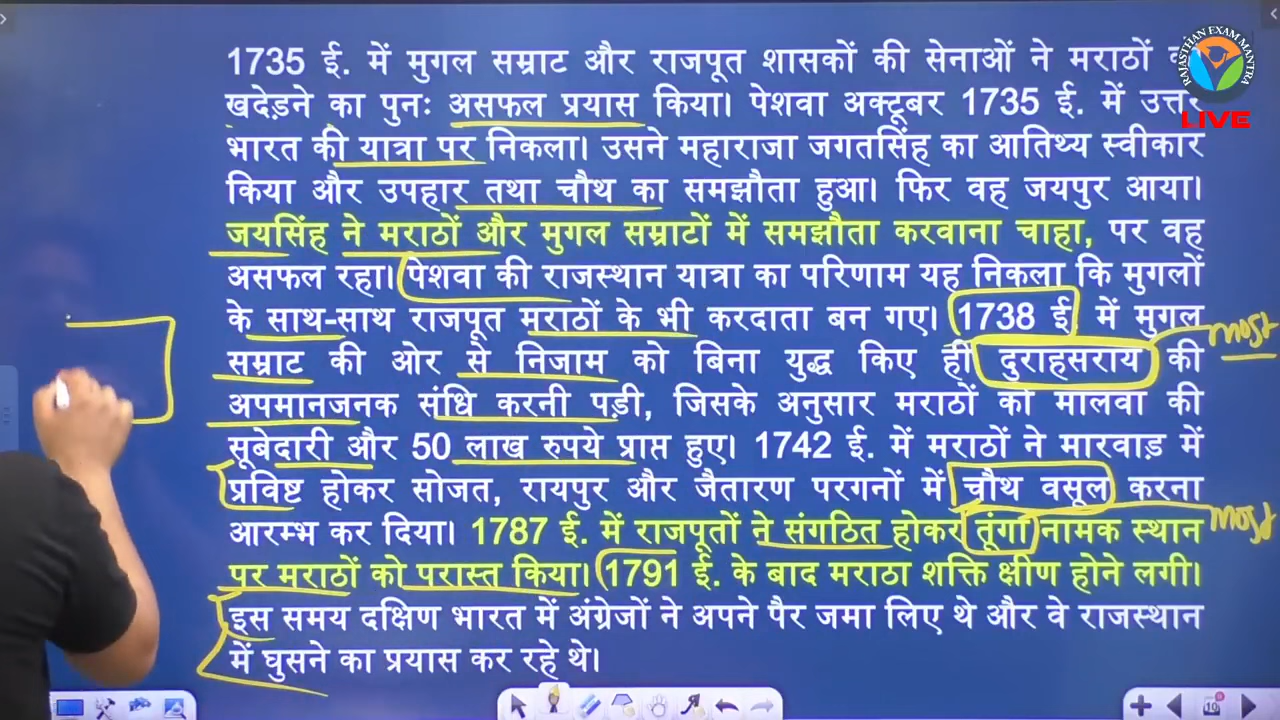 1735 ई. में मुगल सम्राट और राजपूत शासकों की सेनाओं ने मराठों
खदेड़ने का पुनः असफल प्रयास किया। पेशवा अक्टूबर 1735 ई. में उत्तर
भारत की यात्रा पर निकला। उसने महाराजा जगतसिंह का आतिथ्य स्वीकार
किया और उपहार तथा चौथ का समझौता हुआ। फिर वह जयपुर आया।
जयसिंह ने मराठों और मुगल सम्राटों में समझौता करवाना चाहा, पर वह
असफल रहा। पेशवा की राजस्थान यात्रा का परिणाम यह निकला कि मुगलों
के साथ-साथ राजपूत मराठों के भी करदाता बन गए। 1738 ई. में मुगल
सम्राट की ओर से निजाम को बिना युद्ध किए ही दुराहसराय की
अपमानजनक संधि करनी पड़ी, जिसके अनुसार मराठों को मालवा की
सूबेदारी और 50 लाख रुपये प्राप्त हुए। 1742 ई. में मराठों ने मारवाड़ में
प्रविष्ट होकर सोजत, रायपुर और जैतारण परगनों में चौथ वसूल करना
आरम्भ कर दिया। 1787 ई. में राजपूतों ने संगठित होकर तूंगा नामक स्थान
पर मराठों को परास्त किया। 1791 ई. के बाद मराठा शक्ति क्षीण होने लगी।
इस समय दक्षिण भारत में अंग्रेजों ने अपने पैर जमा लिए थे और वे राजस्थान
में घुसने का प्रयास कर रहे थे।
most
most
RAJASTHAN EXAM MANTRA
LIVE
10